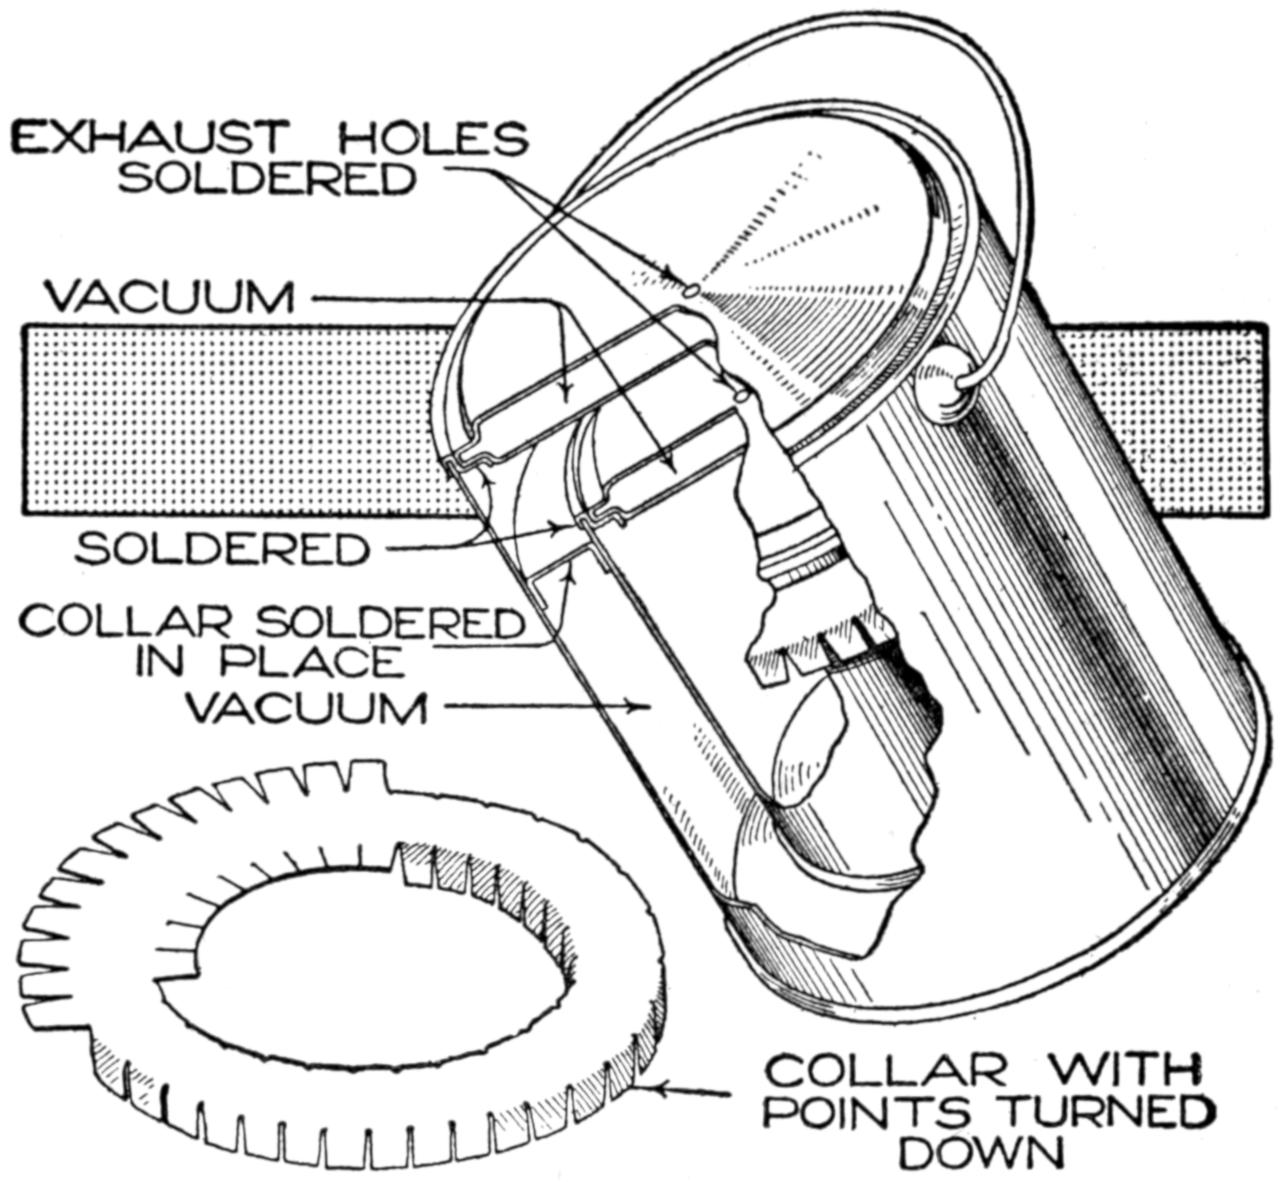 EXHAUST HOLES
SOLDERED
VACUUM
SOLDERED
COLLAR SOLDERED
IN PLACE
VACUUM
COLLAR WITH
POINTS TURNED
DOWN